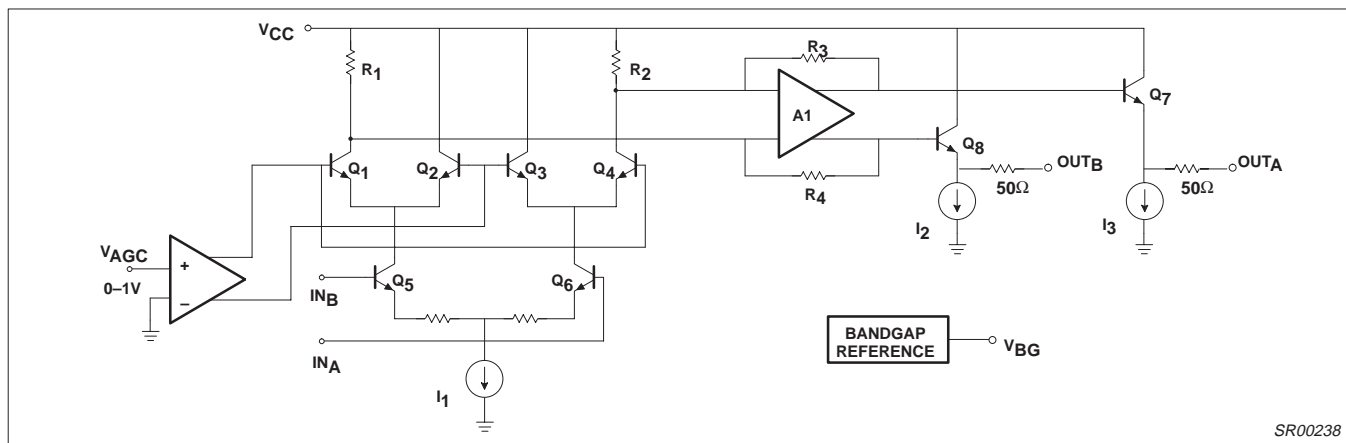 VCC
R1
R2
R3
A1
Q7
Q8
OUTB
OUTA
50Ω
50Ω
R4
Q1
Q2
Q3
Q4
I2
I3
VAGC
+
0–1V
–
INB
Q5
Q6
INA
BANDGAP
REFERENCE
VBG
I1
SR00238